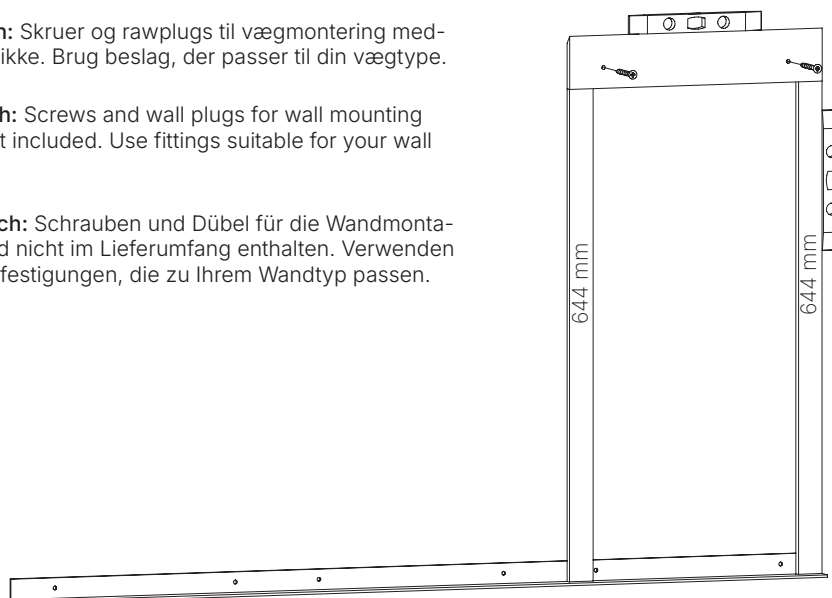 n: Skruer og rawplugs til vægmontering med-
ikke. Brug beslag, der passer til din vægtype.
h: Screws and wall plugs for wall mounting
t included. Use fittings suitable for your wall
ch: Schrauben und Dübel für die Wandmonta-
d nicht im Lieferumfang enthalten. Verwenden
festigungen, die zu Ihrem Wandtyp passen.
644 mm
644 mm